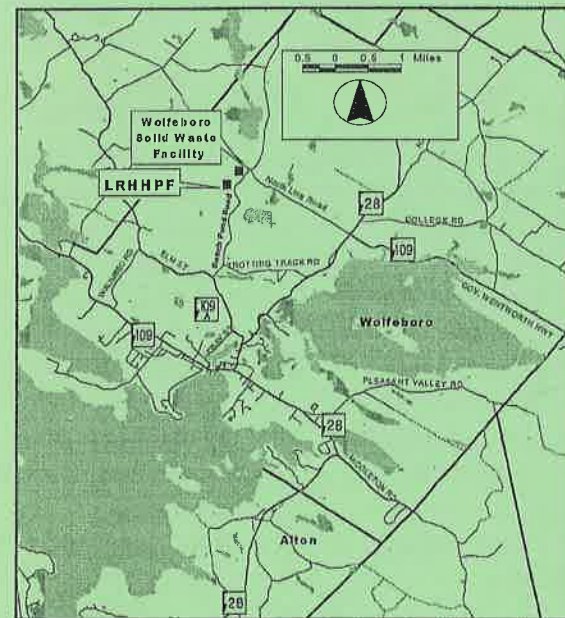 0.5 0 0.5 1 Miles
Wolfeboro
Solid Waste
Facility
LRHHPF
North Line Road
28
COLLEGE RD
Beach Pond Road
109
ELM ST
TROTTING TRACK RD
GOV. WENTWORTH HWY
109
A
Wolfeboro
109
PLEASANT VALLEY RD
28
MIDDLETON RD
Alton
28